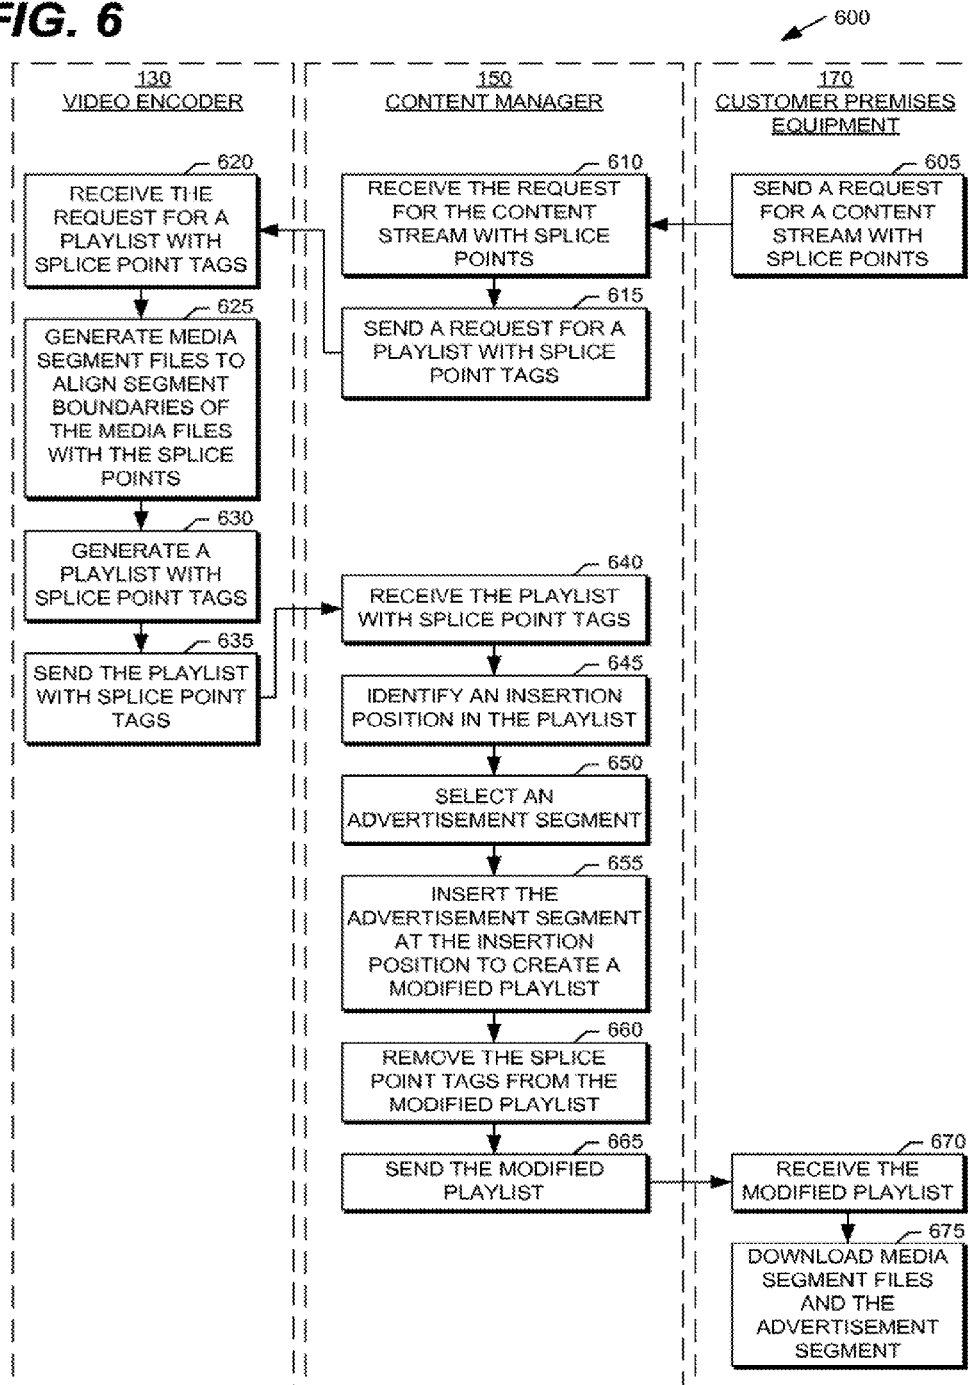 FIG. 6
600
130
VIDEO ENCODER
150
CONTENT MANAGER
170
CUSTOMER PREMISES
EQUIPMENT
620
RECEIVE THE
REQUEST FOR A
PLAYLIST WITH
SPLICE POINT TAGS
610
RECEIVE THE REQUEST
FOR THE CONTENT
STREAM WITH SPLICE
POINTS
605
SEND A REQUEST
FOR A CONTENT
STREAM WITH
SPLICE POINTS
615
SEND A REQUEST FOR A
PLAYLIST WITH SPLICE
POINT TAGS
625
GENERATE MEDIA
SEGMENT FILES TO
ALIGN SEGMENT
BOUNDARIES OF
THE MEDIA FILES
WITH THE SPLICE
POINTS
630
GENERATE A
PLAYLIST WITH
SPLICE POINT TAGS
635
SEND THE PLAYLIST
WITH SPLICE POINT
TAGS
640
RECEIVE THE PLAYLIST
WITH SPLICE POINT TAGS
645
IDENTIFY AN INSERTION
POSITION IN THE PLAYLIST
650
SELECT AN
ADVERTISEMENT SEGMENT
655
INSERT THE
ADVERTISEMENT SEGMENT
AT THE INSERTION
POSITION TO CREATE A
MODIFIED PLAYLIST
660
REMOVE THE SPLICE
POINT TAGS FROM THE
MODIFIED PLAYLIST
665
SEND THE MODIFIED
PLAYLIST
670
RECEIVE THE
MODIFIED PLAYLIST
675
DOWNLOAD MEDIA
SEGMENT FILES
AND THE
ADVERTISEMENT
SEGMENT